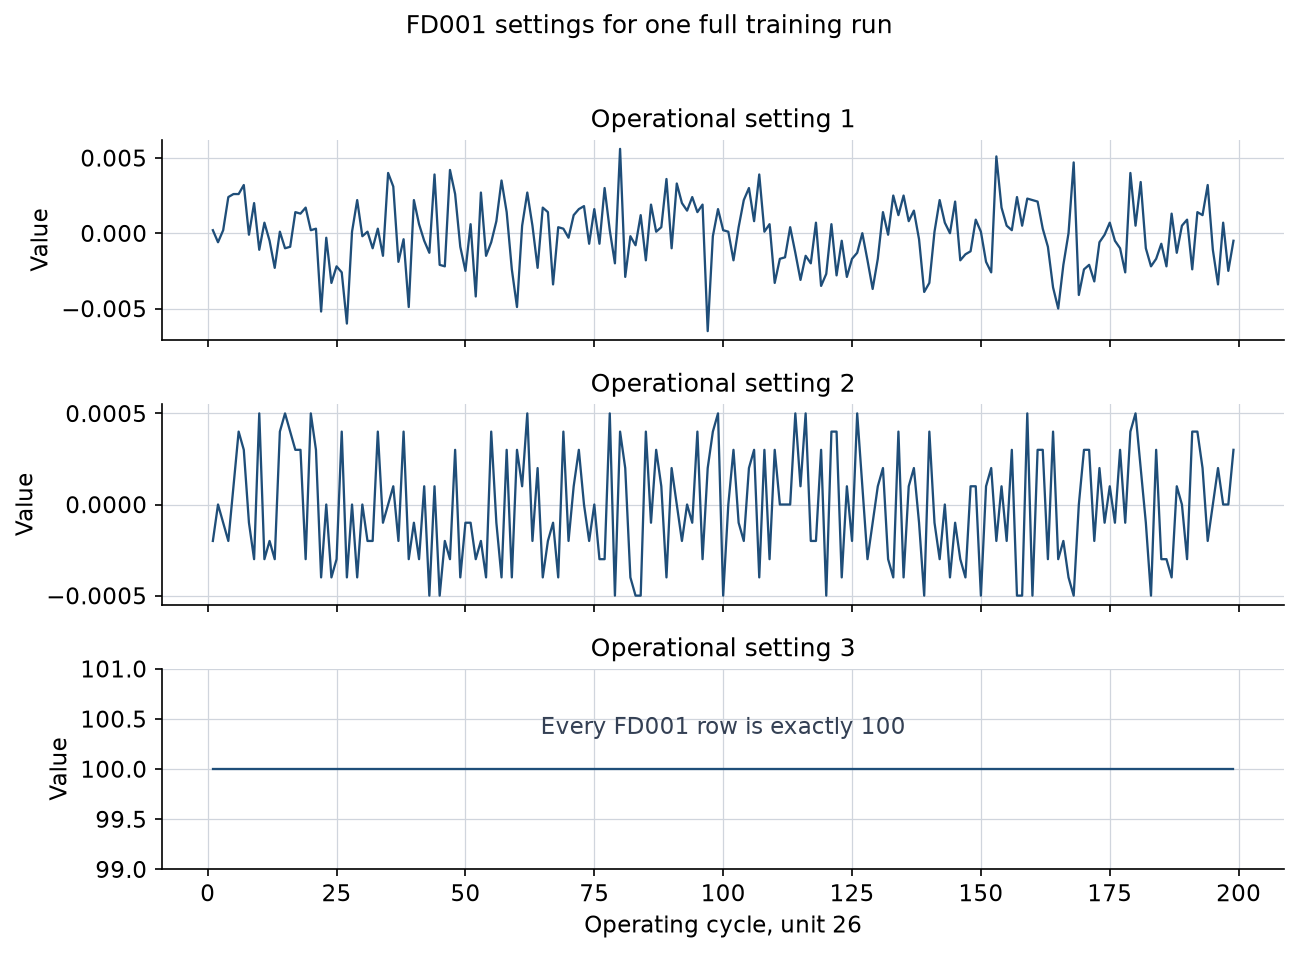 FD001 settings for one full training run
Operational setting 1
0.005
0.000
−0.005
Value
Operational setting 2
0.0005
0.0000
−0.0005
Value
Operational setting 3
101.0
100.5
100.0
99.5
99.0
Value
Every FD001 row is exactly 100
0 25 50 75 100 125 150 175 200
Operating cycle, unit 26